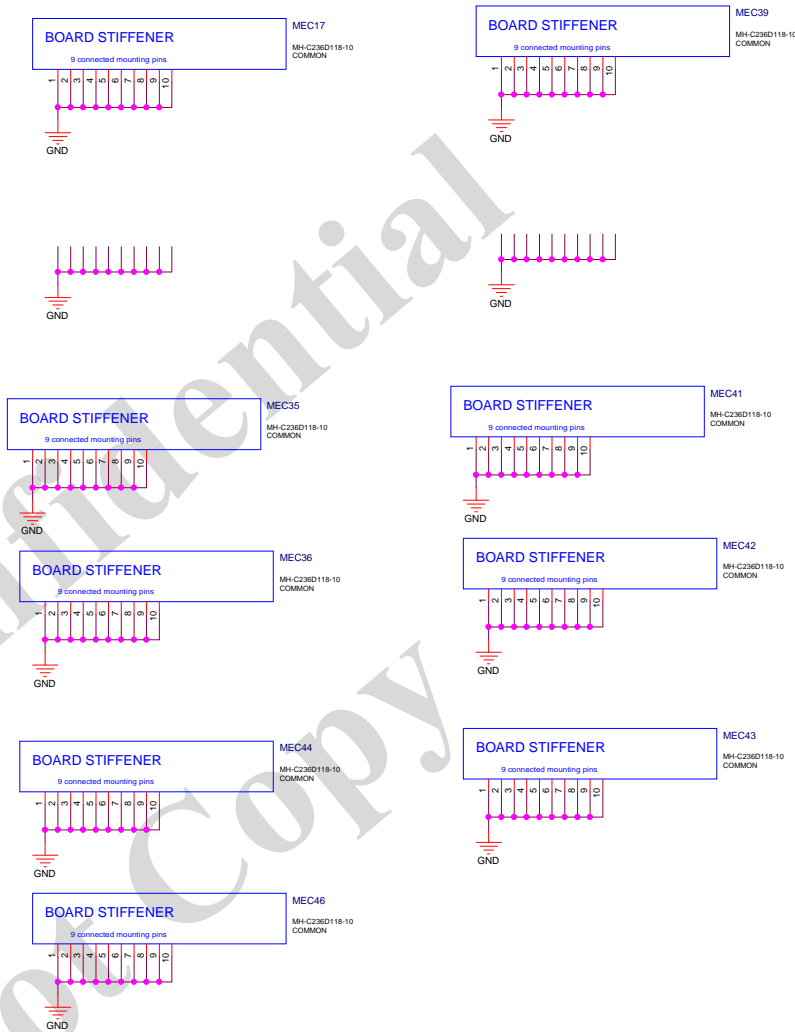 BOARD STIFFENER
9 connected mounting pins
MEC17
MH-C236D118-10
COMMON
1 2 3 4 5 6 7 8 9 10
GND
BOARD STIFFENER
9 connected mounting pins
MEC39
MH-C236D118-10
COMMON
1 2 3 4 5 6 7 8 9 10
GND
GND
GND
BOARD STIFFENER
9 connected mounting pins
MEC35
MH-C236D118-10
COMMON
1 2 3 4 5 6 7 8 9 10
GND
BOARD STIFFENER
9 connected mounting pins
MEC41
MH-C236D118-10
COMMON
1 2 3 4 5 6 7 8 9 10
GND
BOARD STIFFENER
9 connected mounting pins
MEC36
MH-C236D118-10
COMMON
1 2 3 4 5 6 7 8 9 10
GND
BOARD STIFFENER
9 connected mounting pins
MEC42
MH-C236D118-10
COMMON
1 2 3 4 5 6 7 8 9 10
GND
BOARD STIFFENER
9 connected mounting pins
MEC44
MH-C236D118-10
COMMON
1 2 3 4 5 6 7 8 9 10
GND
BOARD STIFFENER
9 connected mounting pins
MEC43
MH-C236D118-10
COMMON
1 2 3 4 5 6 7 8 9 10
GND
BOARD STIFFENER
9 connected mounting pins
MEC46
MH-C236D118-10
COMMON
1 2 3 4 5 6 7 8 9 10
GND
nfidential
ot Copy